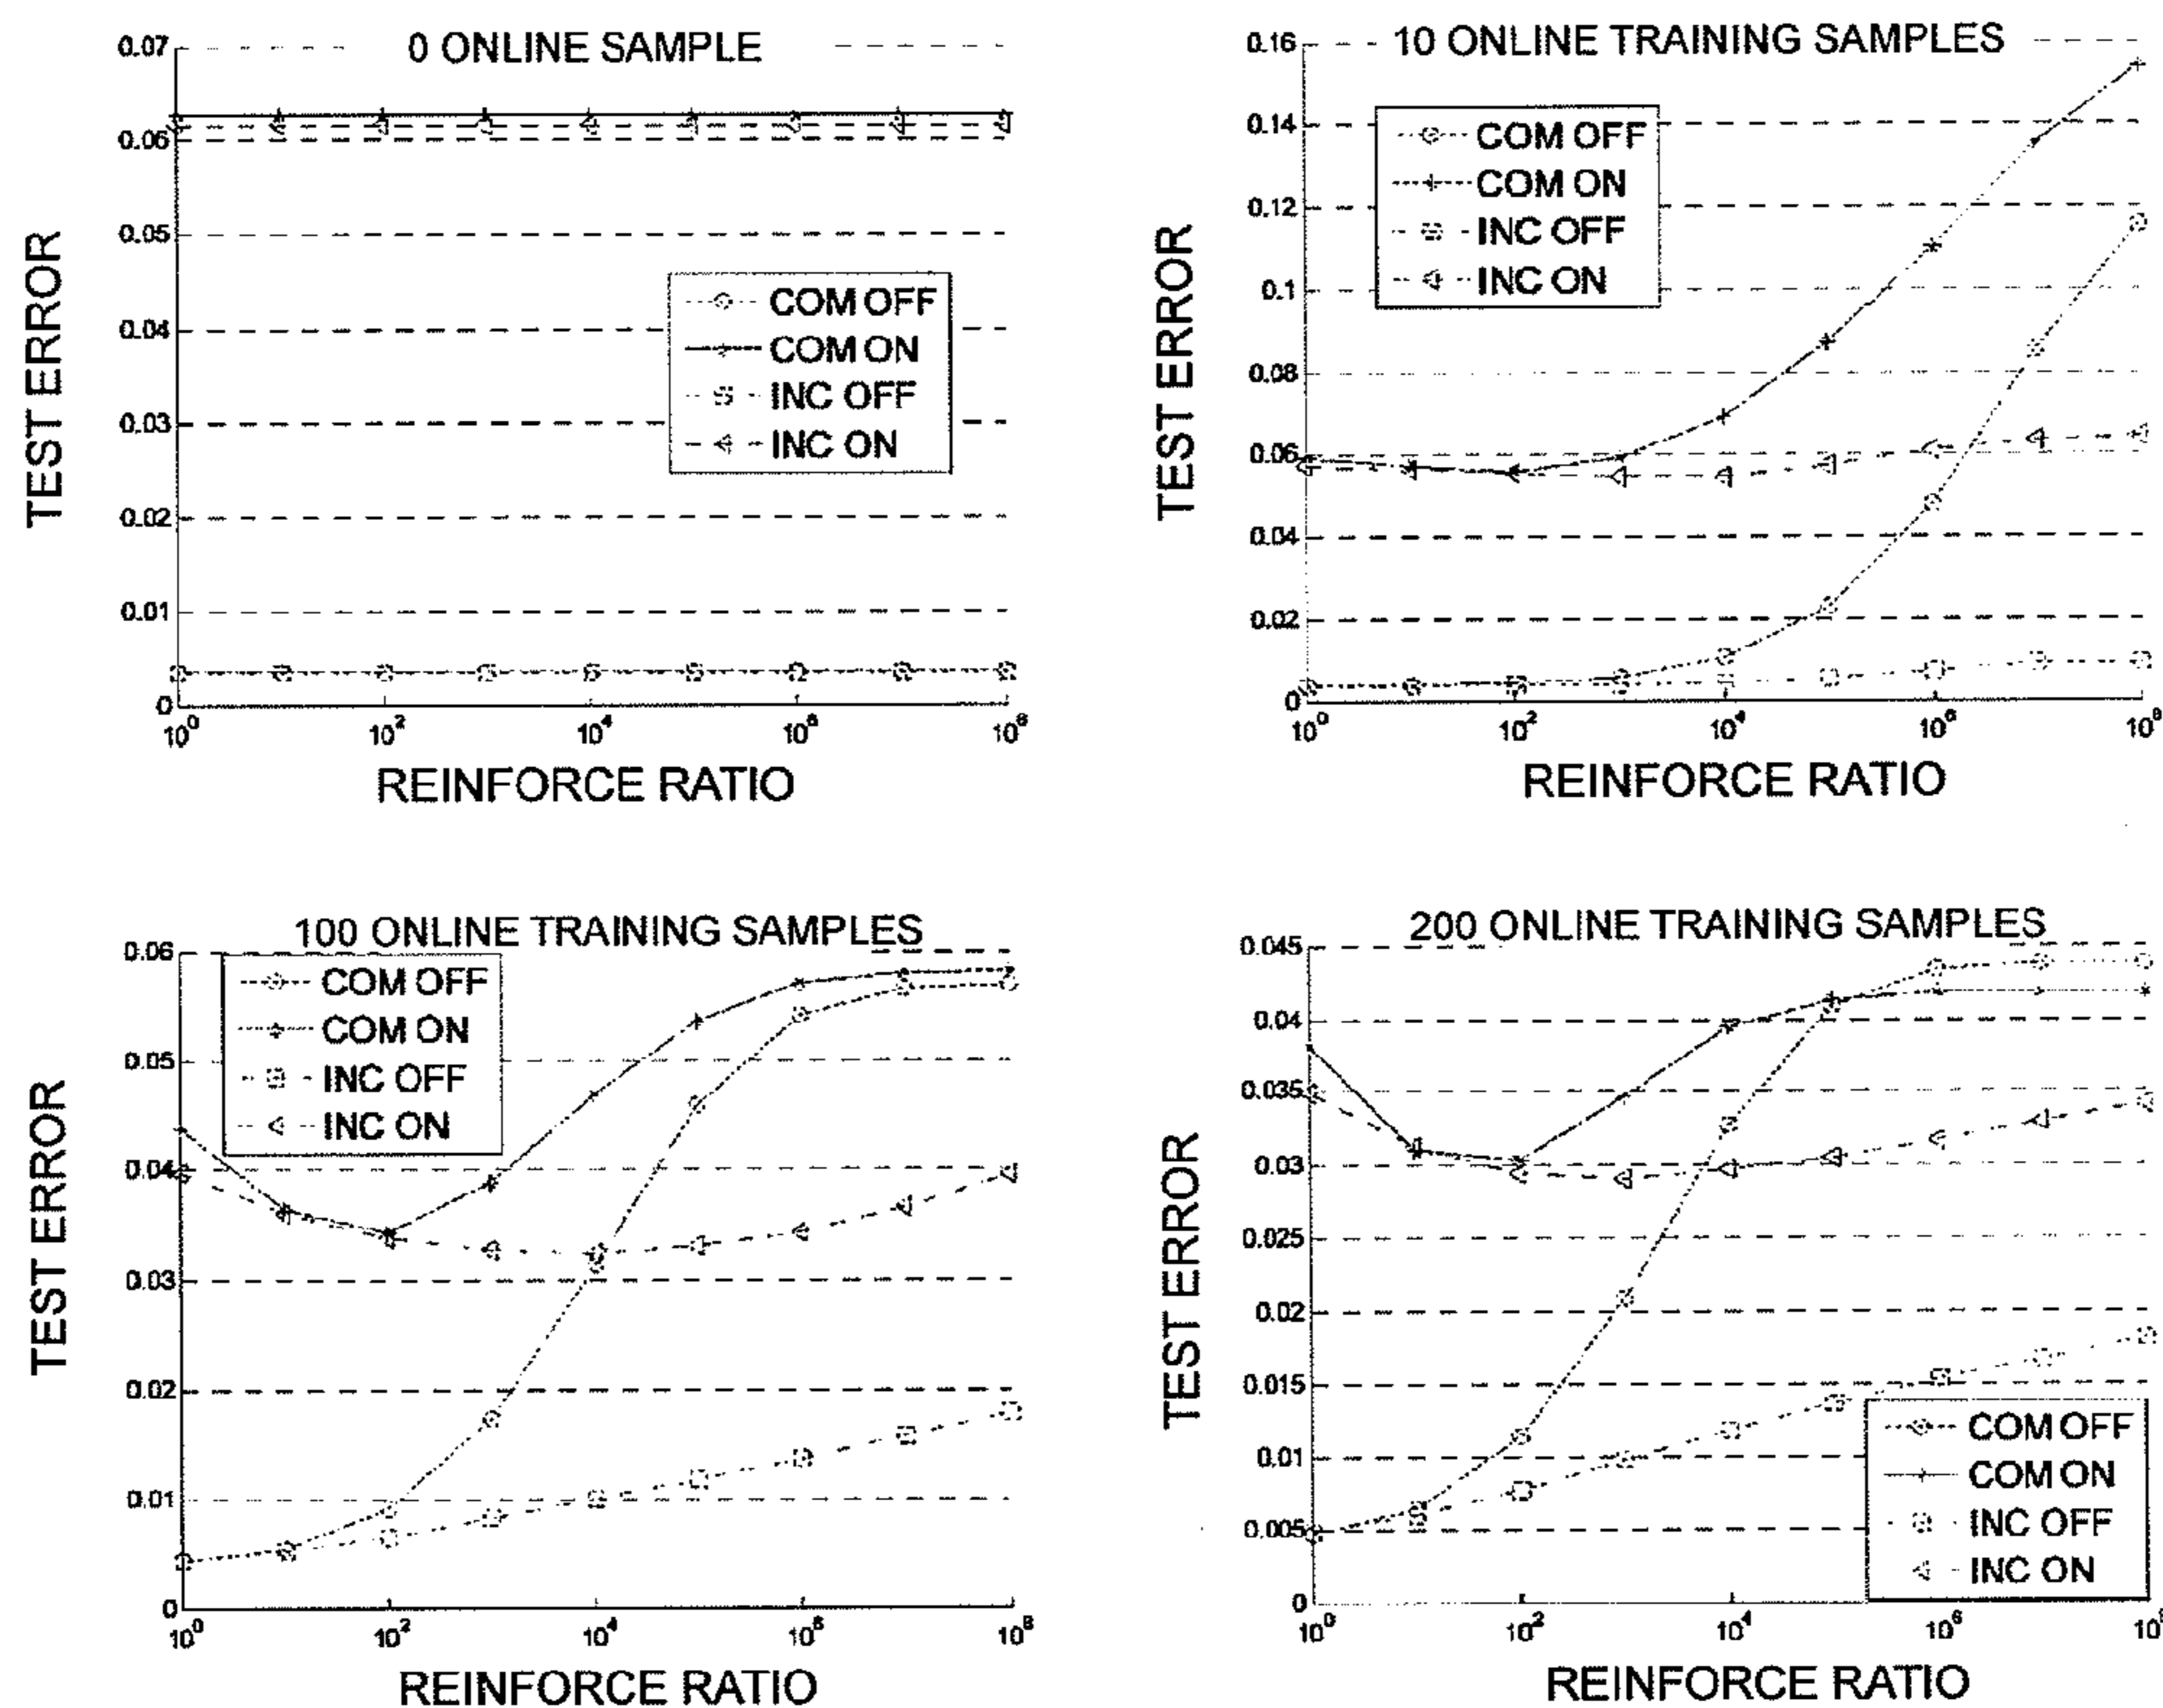 0 ONLINE SAMPLE
0.07
0.06
0.05
0.04
0.03
0.02
0.01
0
TEST ERROR
COM OFF
COM ON
INC OFF
INC ON
10⁰ 10² 10⁴ 10⁶ 10⁸
REINFORCE RATIO
10 ONLINE TRAINING SAMPLES
0.16
0.14
0.12
0.1
0.08
0.06
0.04
0.02
0
TEST ERROR
COM OFF
COM ON
INC OFF
INC ON
10⁰ 10² 10⁴ 10⁶ 10⁸
REINFORCE RATIO
100 ONLINE TRAINING SAMPLES
0.06
0.05
0.04
0.03
0.02
0.01
0
TEST ERROR
COM OFF
COM ON
INC OFF
INC ON
10⁰ 10² 10⁴ 10⁶ 10⁸
REINFORCE RATIO
200 ONLINE TRAINING SAMPLES
0.045
0.04
0.035
0.03
0.025
0.02
0.015
0.01
0.005
0
TEST ERROR
COM OFF
COM ON
INC OFF
INC ON
10⁰ 10² 10⁴ 10⁶ 10⁸
REINFORCE RATIO